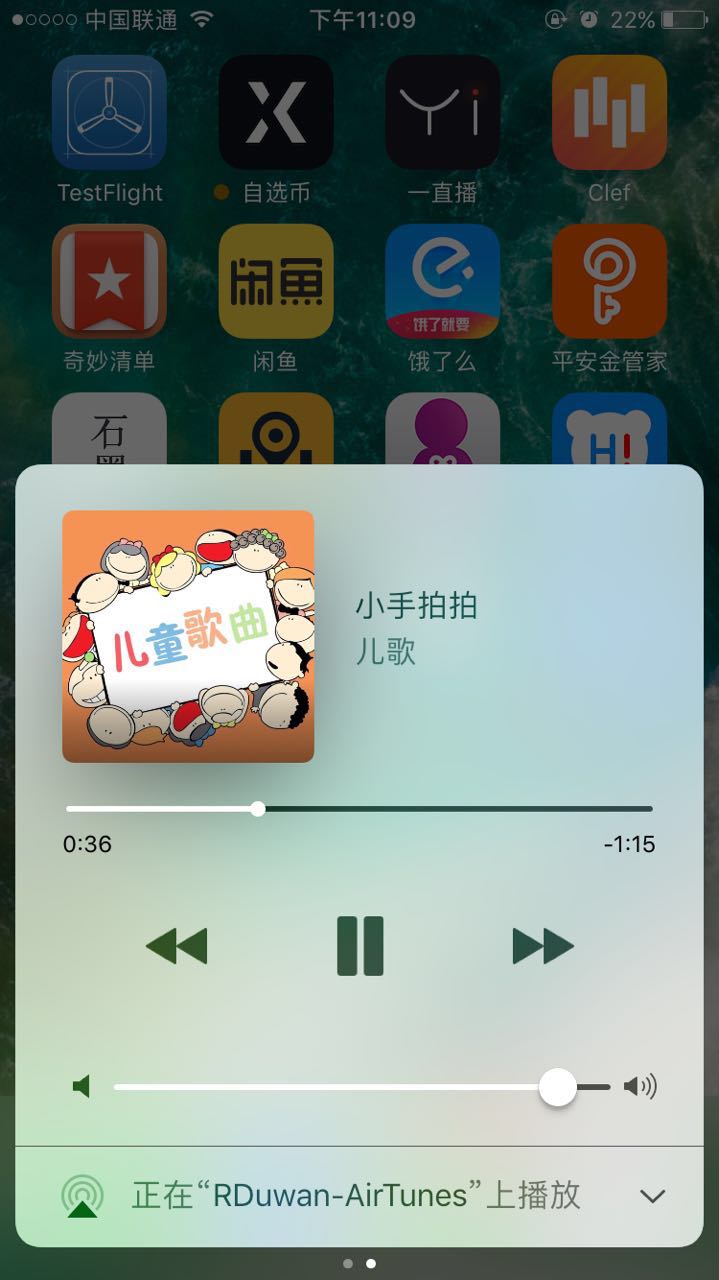 中国联通
下午11:09
22%
Yi
TestFlight
自选币
一直播
Clef
闲鱼
饿了就要
奇妙清单
闲鱼
饿了么
平安金管家
石
H!
儿童歌曲
小手拍拍
儿歌
0:36
-1:15
正在“RDuwan-AirTunes”上播放